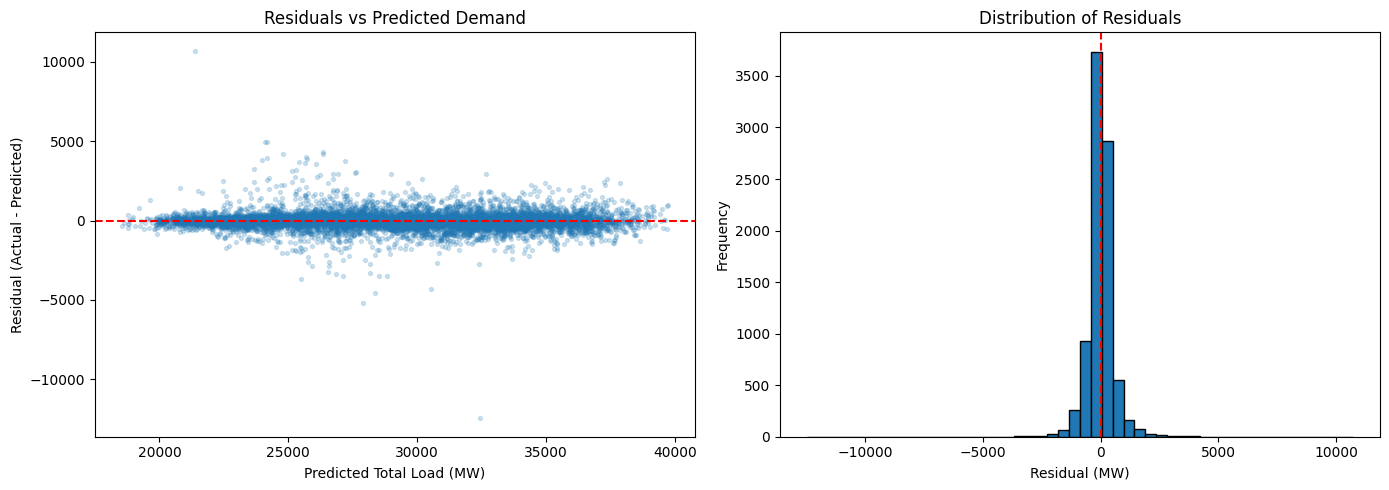 Residuals vs Predicted Demand
10000
5000
0
−5000
−10000
Residual (Actual - Predicted)
20000 25000 30000 35000 40000
Predicted Total Load (MW)
Distribution of Residuals
3500
3000
2500
2000
1500
1000
500
0
Frequency
−10000 −5000 0 5000 10000
Residual (MW)